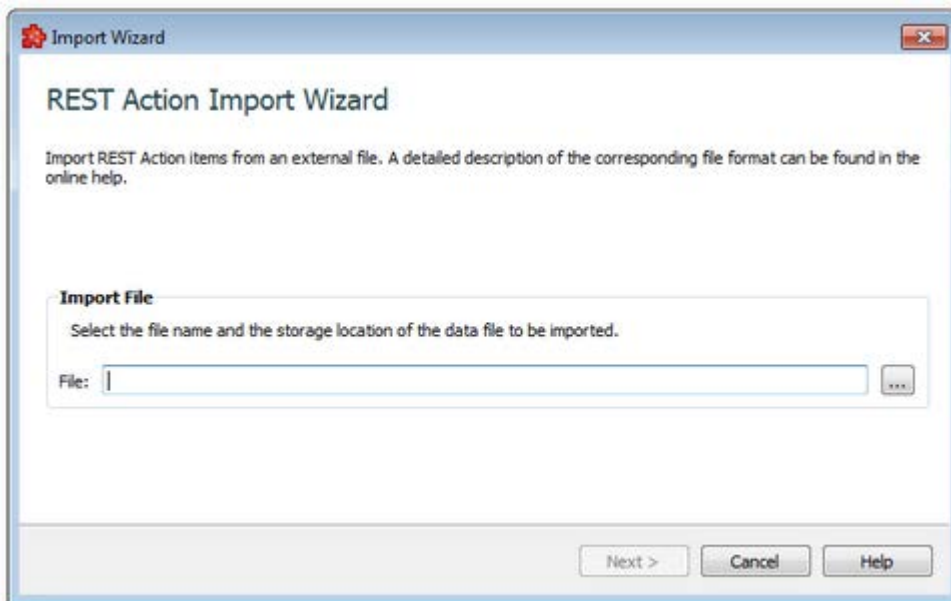 Import Wizard
REST Action Import Wizard
Import REST Action items from an external file. A detailed description of the corresponding file format can be found in the
online help.
Import File
Select the file name and the storage location of the data file to be imported.
File:
...
Next >
Cancel
Help